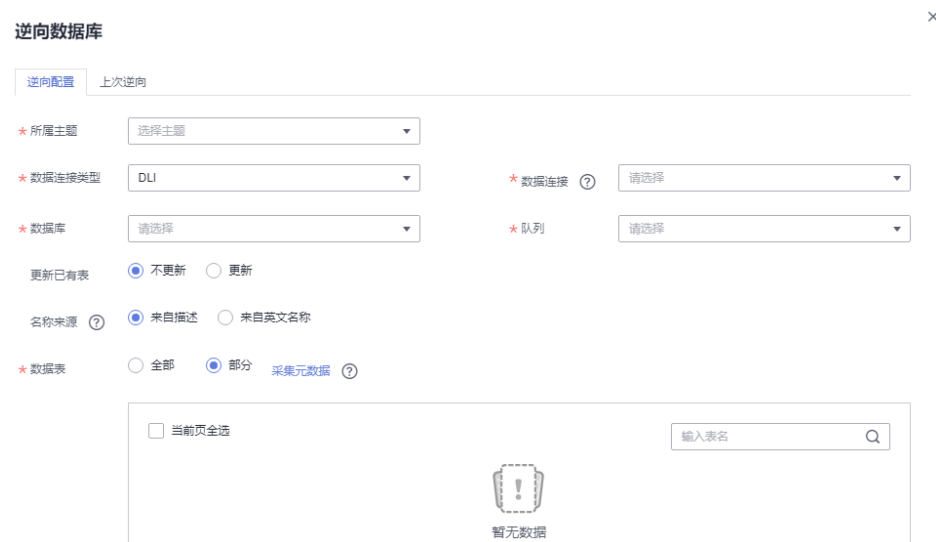 逆向数据库
逆向配置 上次逆向
* 所属主题 选择主题
* 数据连接类型 DLI * 数据连接 ? 请选择
* 数据库 请选择 * 队列 请选择
更新已有表 不更新 更新
名称来源 ? 来自描述 来自英文名称
* 数据表 全部 部分 采集元数据 ?
当前页全选 输入表名
暂无数据